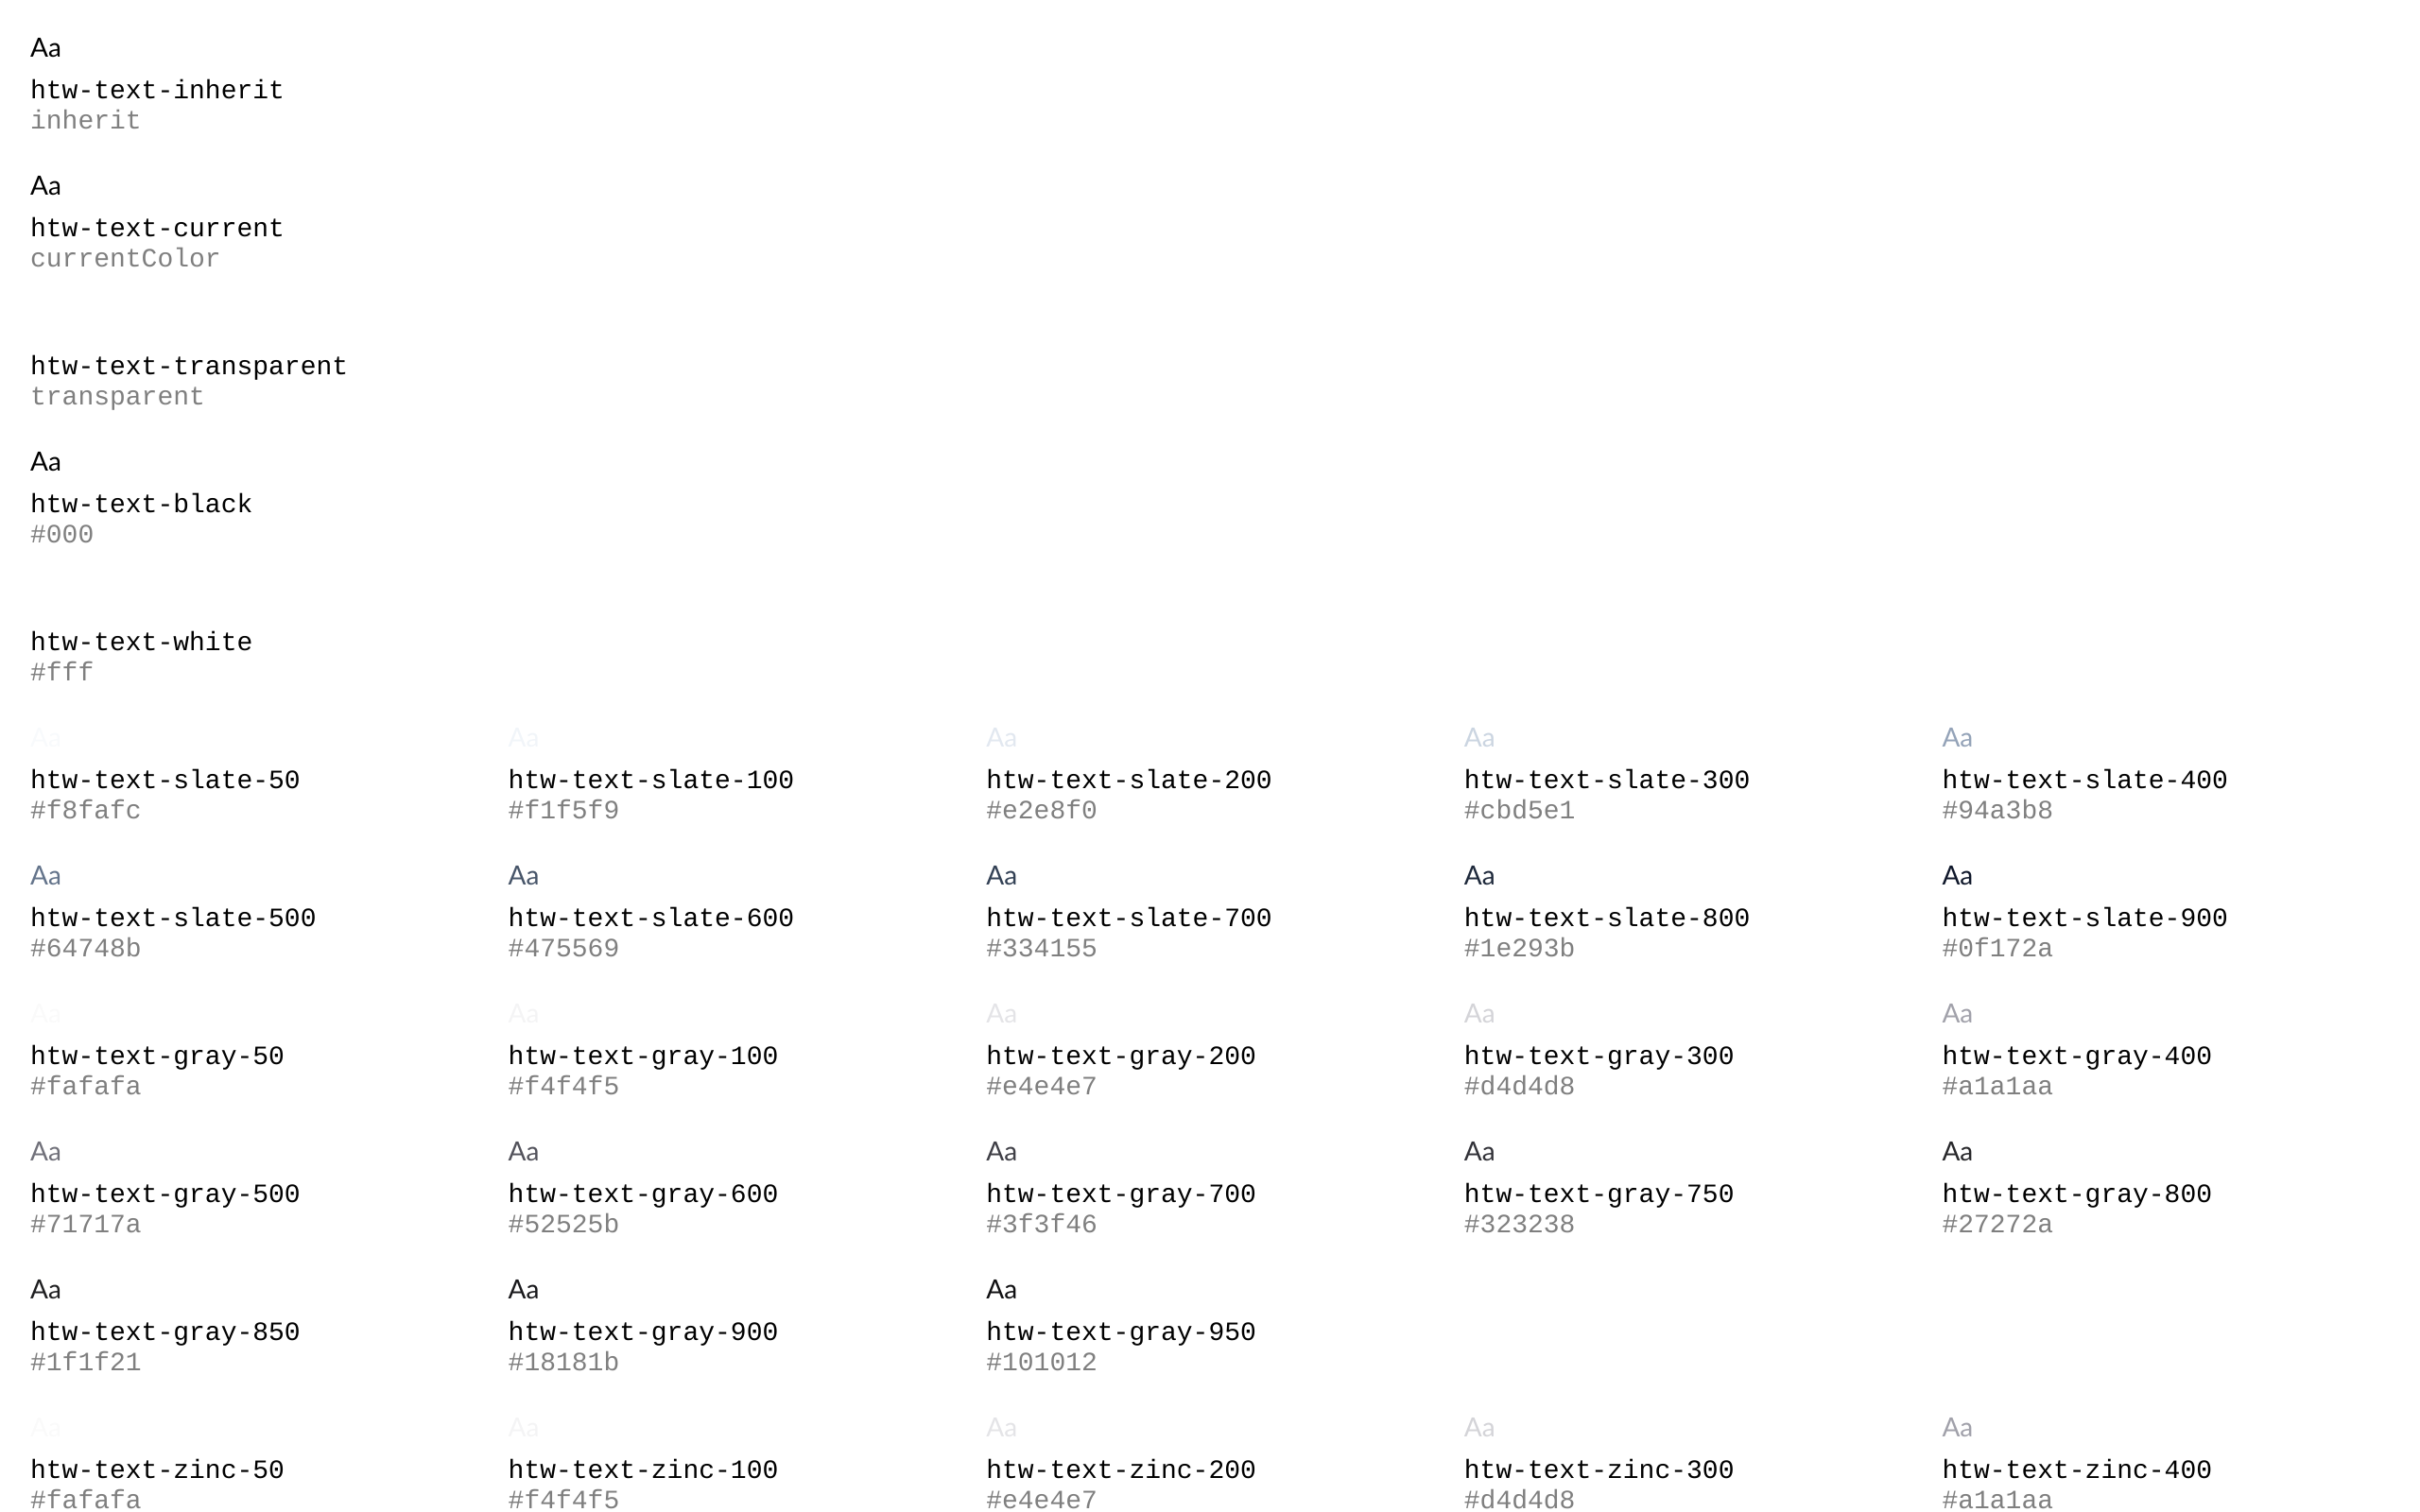 Aa
htw-text-inherit
inherit
Aa
htw-text-current
currentColor
htw-text-transparent
transparent
Aa
htw-text-black
#000
htw-text-white
#fff
Aa Aa Aa Aa Aa
htw-text-slate-50 htw-text-slate-100 htw-text-slate-200 htw-text-slate-300 htw-text-slate-400
#f8fafc #f1f5f9 #e2e8f0 #cbd5e1 #94a3b8
Aa Aa Aa Aa Aa
htw-text-slate-500 htw-text-slate-600 htw-text-slate-700 htw-text-slate-800 htw-text-slate-900
#64748b #475569 #334155 #1e293b #0f172a
Aa Aa Aa Aa Aa
htw-text-gray-50 htw-text-gray-100 htw-text-gray-200 htw-text-gray-300 htw-text-gray-400
#fafafa #f4f4f5 #e4e4e7 #d4d4d8 #a1a1aa
Aa Aa Aa Aa Aa
htw-text-gray-500 htw-text-gray-600 htw-text-gray-700 htw-text-gray-750 htw-text-gray-800
#71717a #52525b #3f3f46 #323238 #27272a
Aa Aa Aa
htw-text-gray-850 htw-text-gray-900 htw-text-gray-950
#1f1f21 #18181b #101012
Aa Aa Aa Aa Aa
htw-text-zinc-50 htw-text-zinc-100 htw-text-zinc-200 htw-text-zinc-300 htw-text-zinc-400
#fafafa #f4f4f5 #e4e4e7 #d4d4d8 #a1a1aa